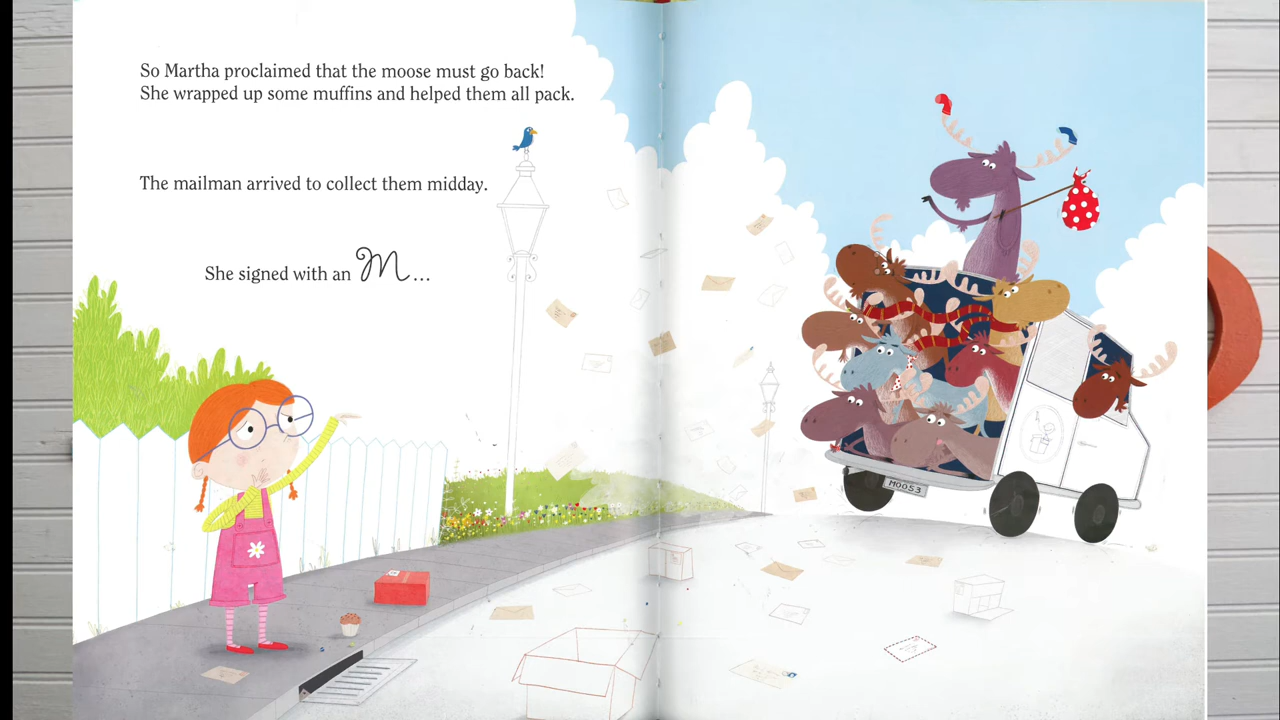 So Martha proclaimed that the moose must go back!
She wrapped up some muffins and helped them all pack.
The mailman arrived to collect them midday.
She signed with an M...
M0053